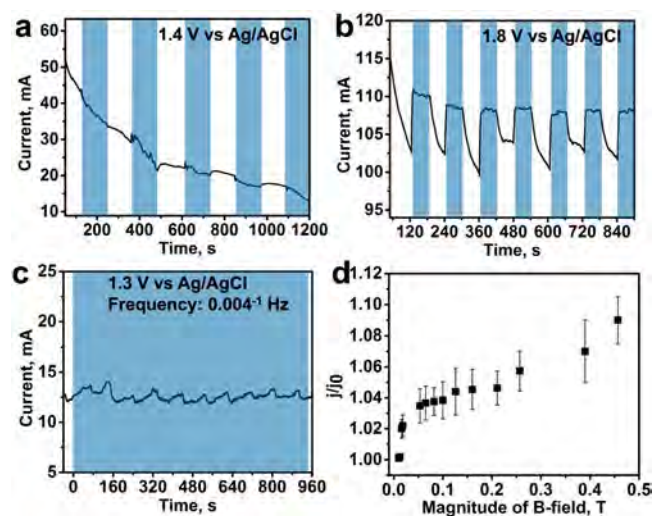 a
1.4 V vs Ag/AgCl
60
50
40
30
20
10
Current, mA
200 400 600 800 1000 1200
Time, s
b
1.8 V vs Ag/AgCl
115
110
105
100
95
Current, mA
120 240 360 480 600 720 840
Time, s
c
1.3 V vs Ag/AgCl
Frequency: 0.004⁻¹ Hz
25
20
15
10
5
Current, mA
0 160 320 480 640 800 960
Time, s
d
1.12
1.10
1.08
1.06
1.04
1.02
1.00
j/j0
0.0 0.1 0.2 0.3 0.4 0.5
Magnitude of B-field, T